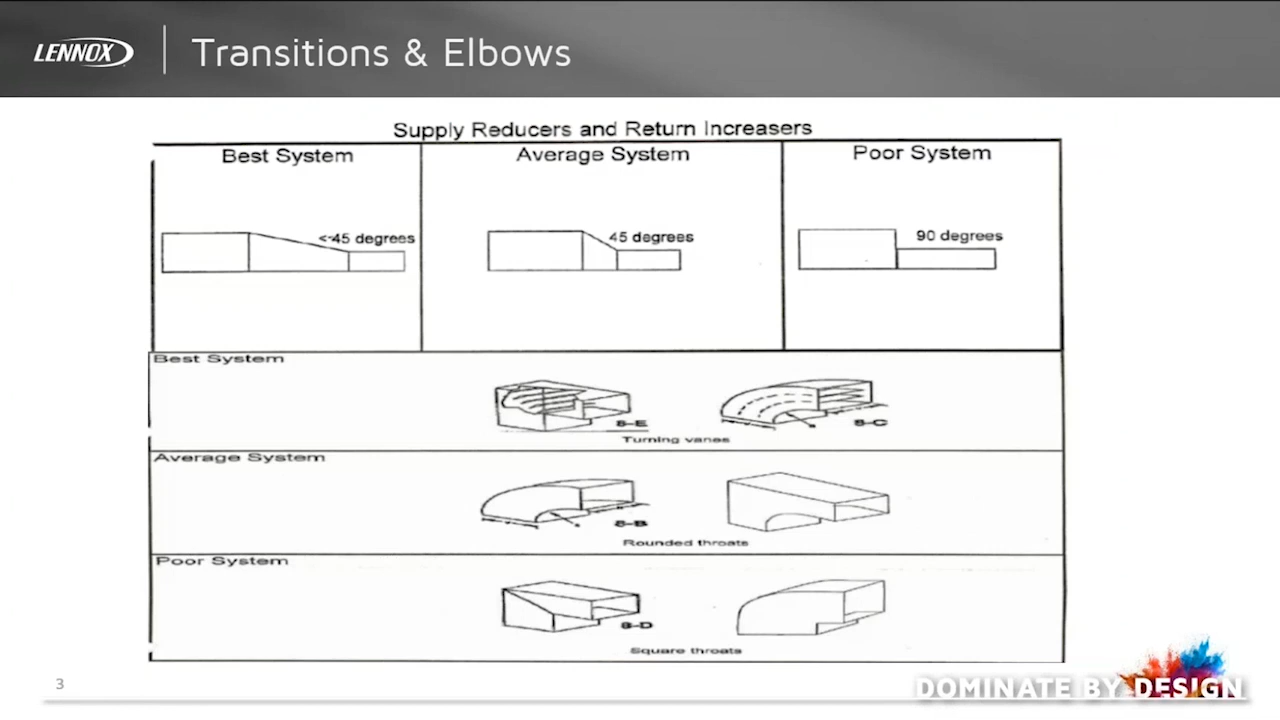 LENNOX
Transitions & Elbows
Supply Reducers and Return Increasers
Best System
Average System
Poor System
<45 degrees
45 degrees
90 degrees
Best System
8-E
8-C
Turning vanes
Average System
8-B
Rounded throats
Poor System
8-D
Square throats
3
DOMINATE BY DESIGN